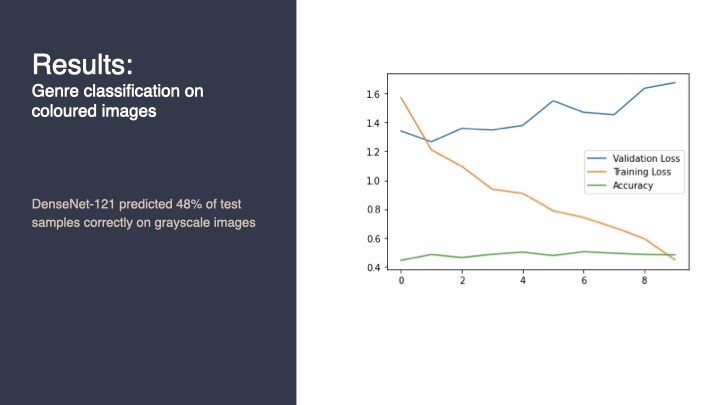 Results:
Genre classification on
coloured images
DenseNet-121 predicted 48% of test
samples correctly on grayscale images
1.6
1.4
1.2
1.0
0.8
0.6
0.4
0 2 4 6 8
Validation Loss
Training Loss
Accuracy